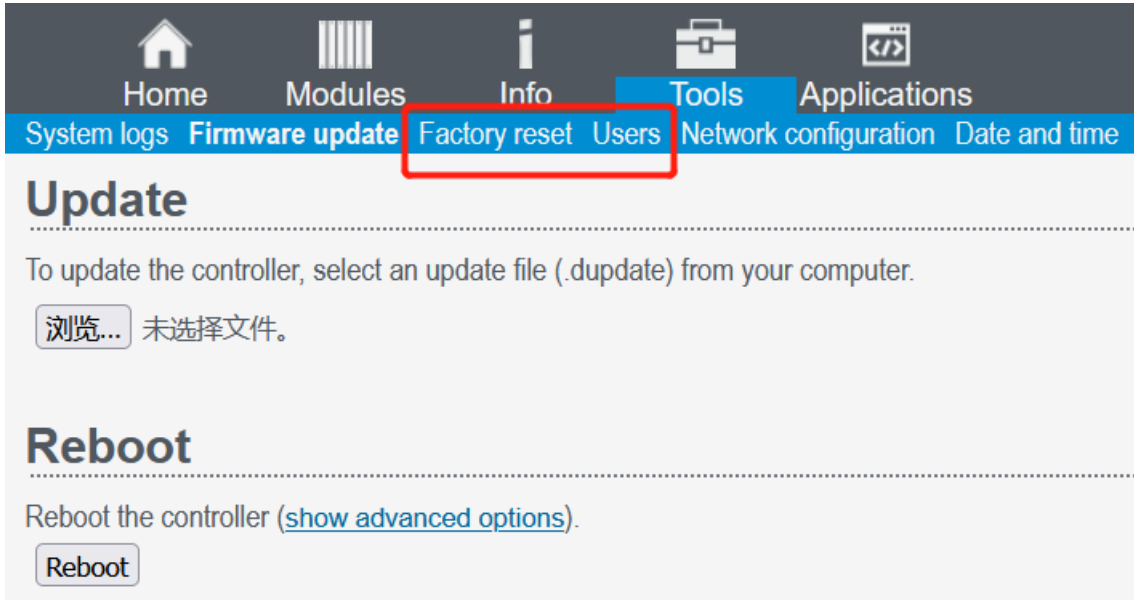 Home Modules Info Tools Applications
System logs Firmware update Factory reset Users Network configuration Date and time
Update
To update the controller, select an update file (.dupdate) from your computer.
浏览... 未选择文件。
Reboot
Reboot the controller (show advanced options).
Reboot